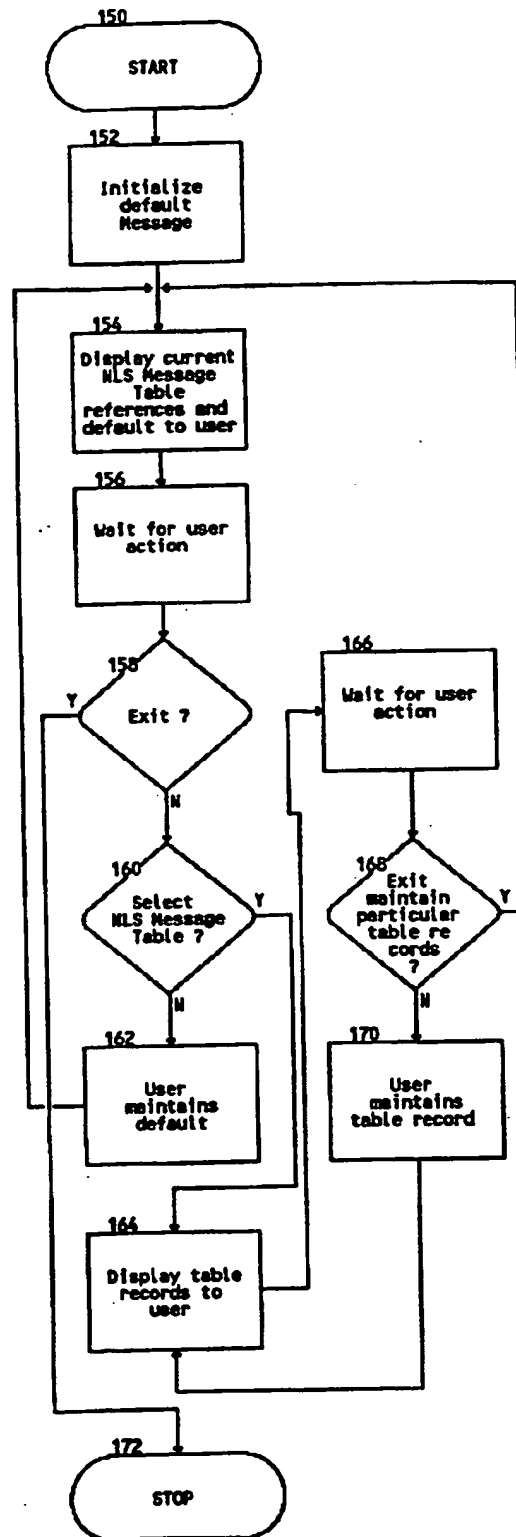 150
START
152
Initialize
default
Message
154
Display current
NLS Message
Table
references and
default to user
156
Wait for user
action
158
Exit ?
Y
N
160
Select
NLS Message
Table ?
Y
N
162
User
maintains
default
164
Display table
records to
user
166
Wait for user
action
168
Exit
maintain
particular
table re
cords
?
Y
N
170
User
maintains
table record
172
STOP